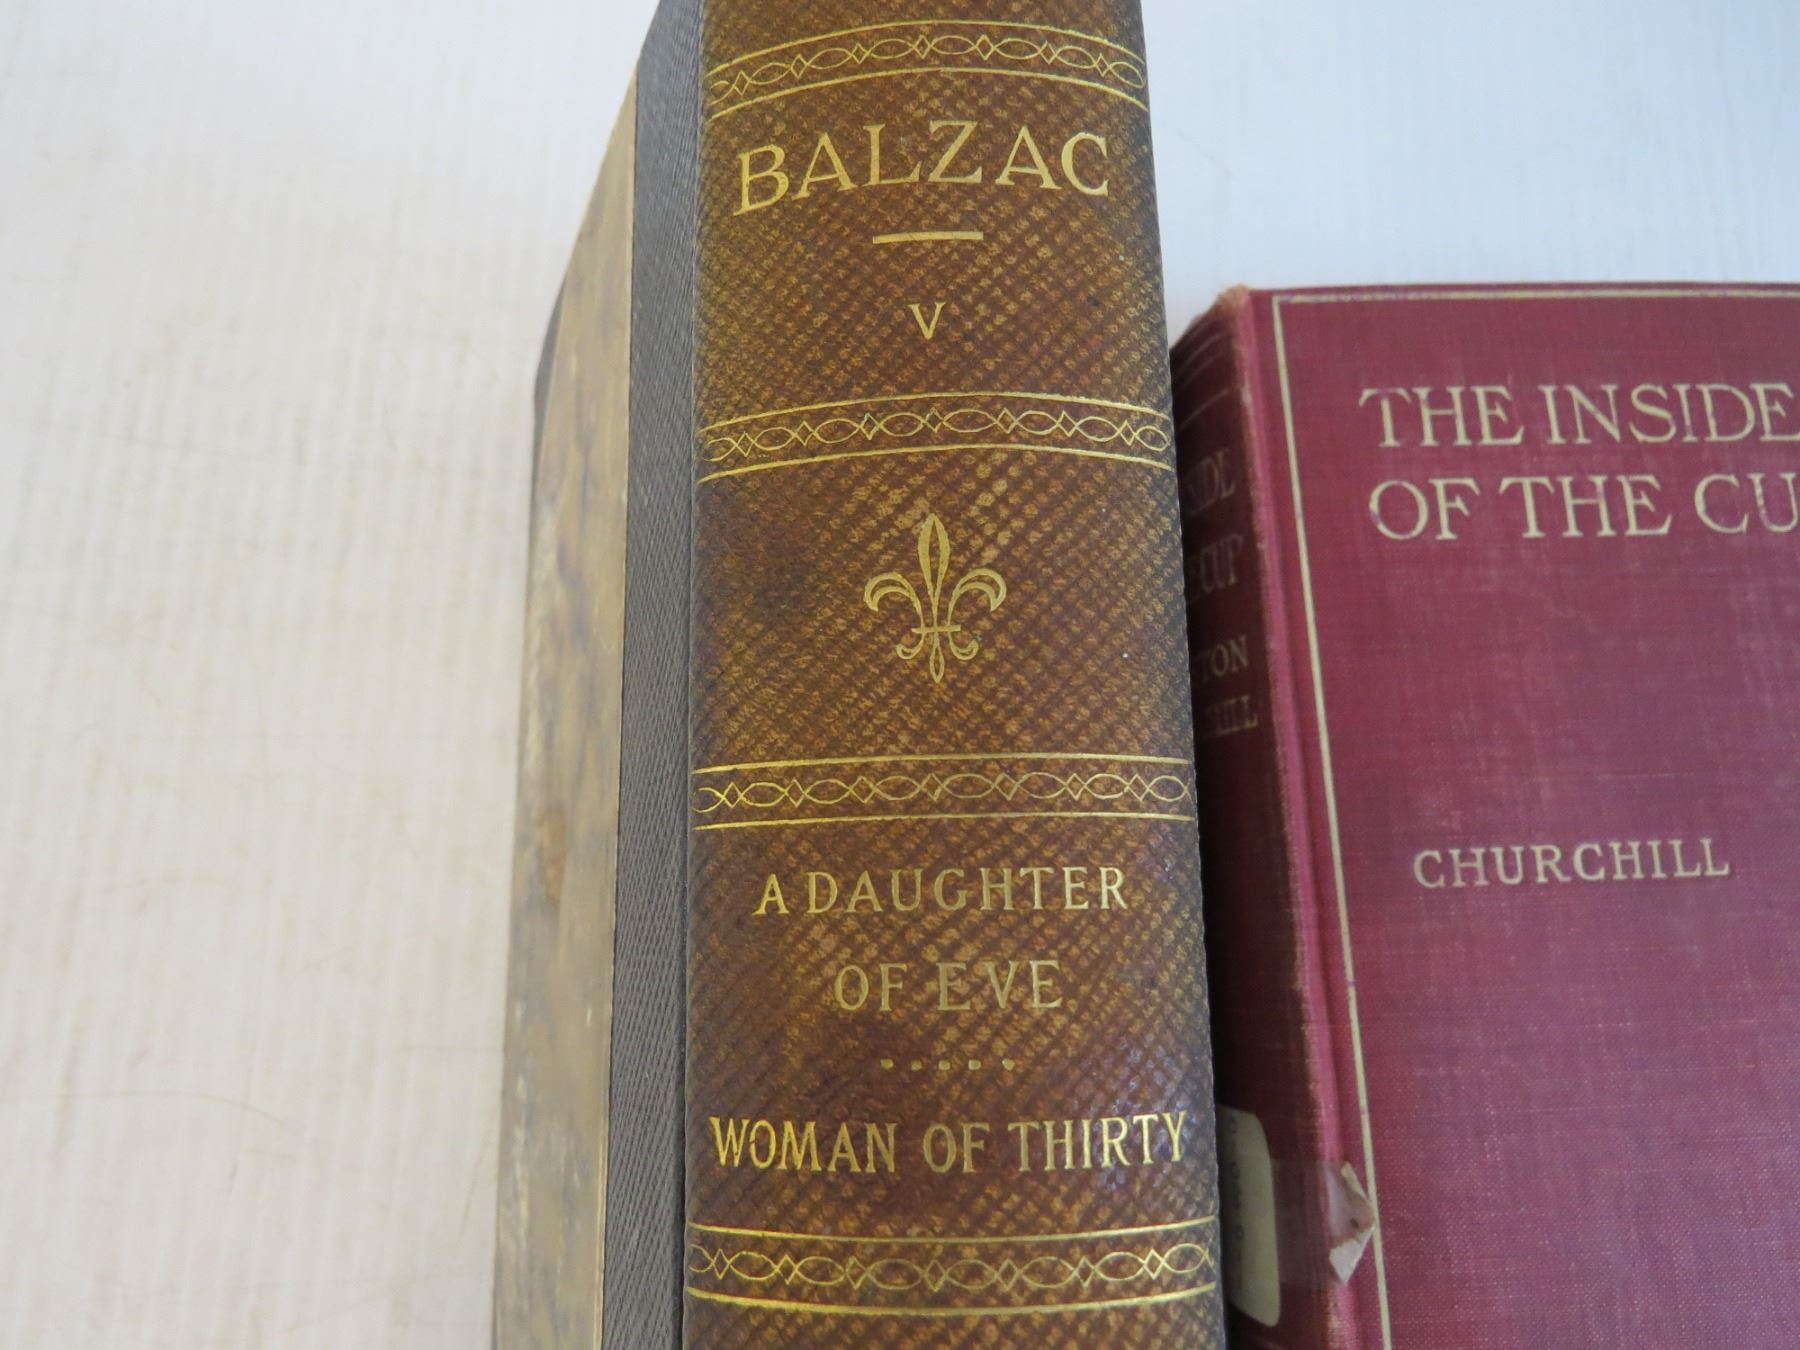 BALZAC
V
A DAUGHTER
OF EVE
WOMAN OF THIRTY
THE INSIDE
OF THE CU
CHURCHILL